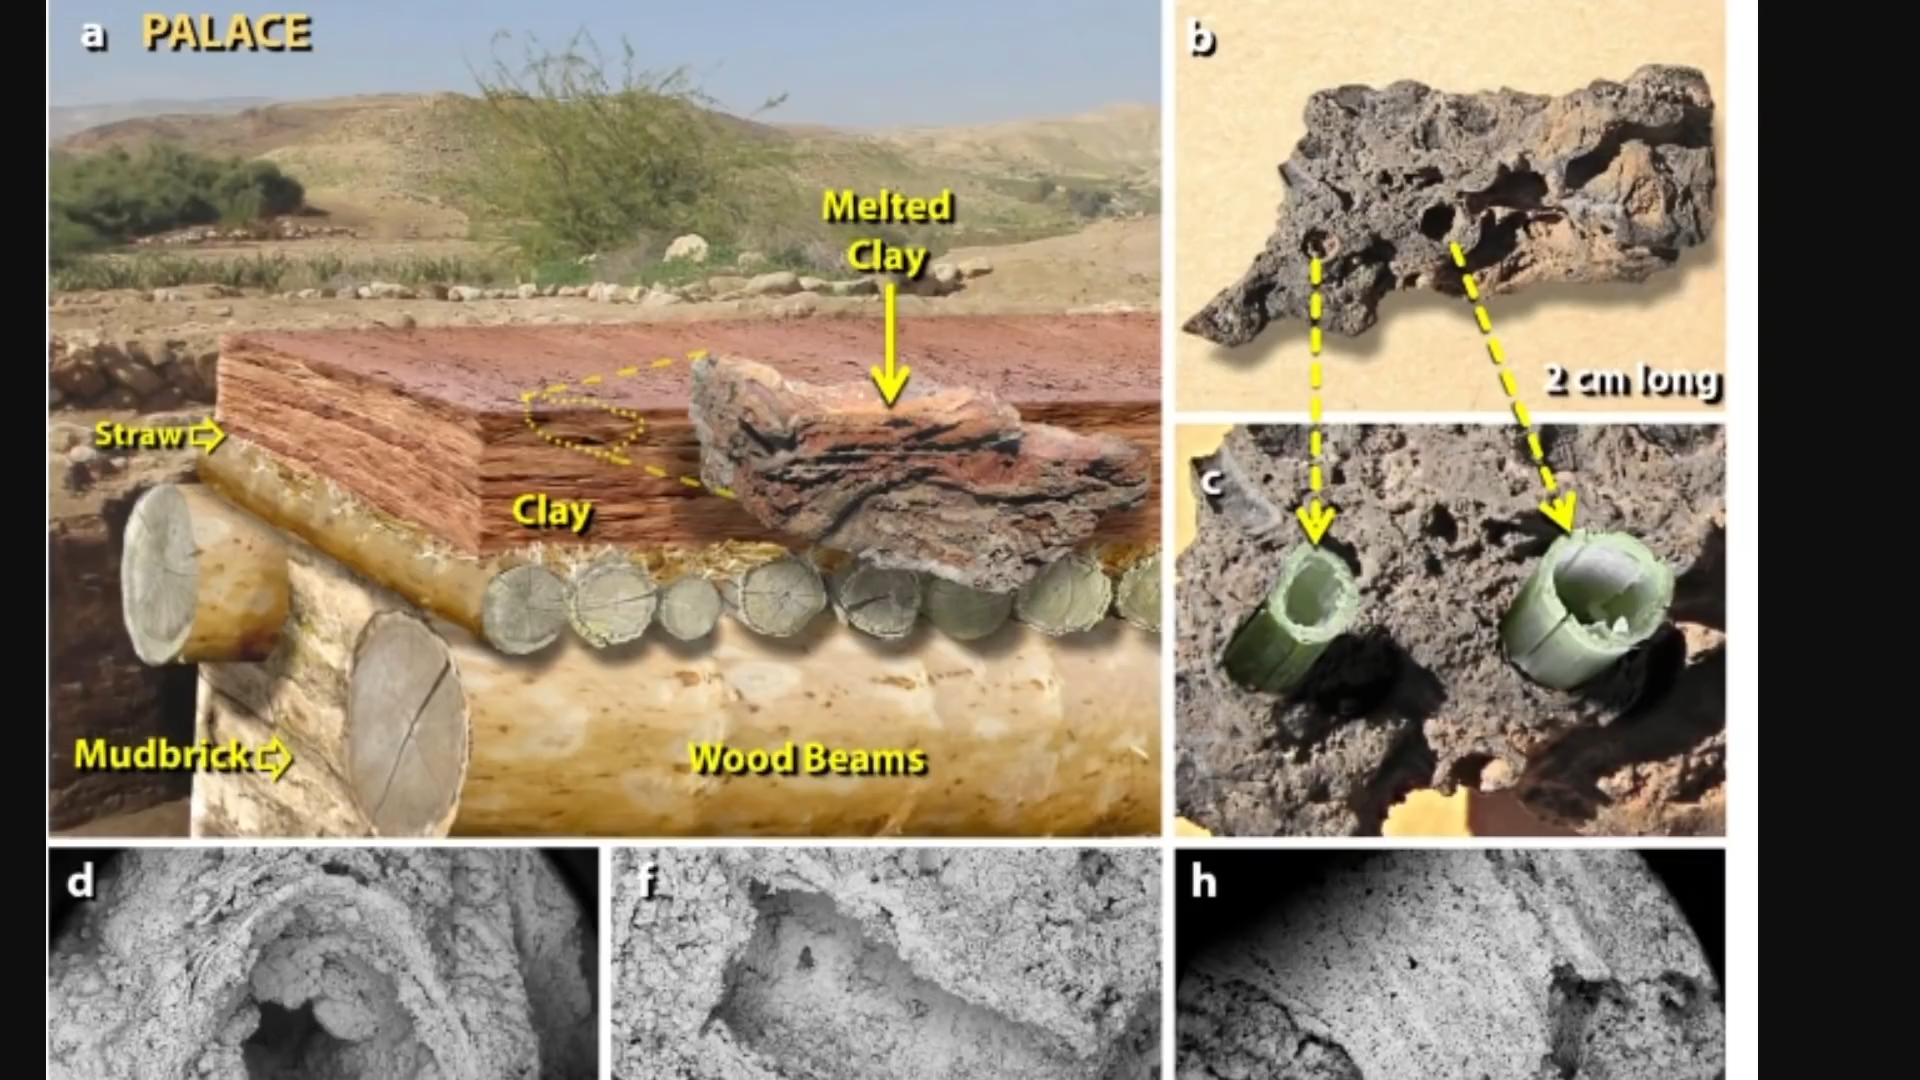 a PALACE
Melted
Clay
Straw
Clay
Mudbrick
Wood Beams
b
2 cm long
c
d
f
h